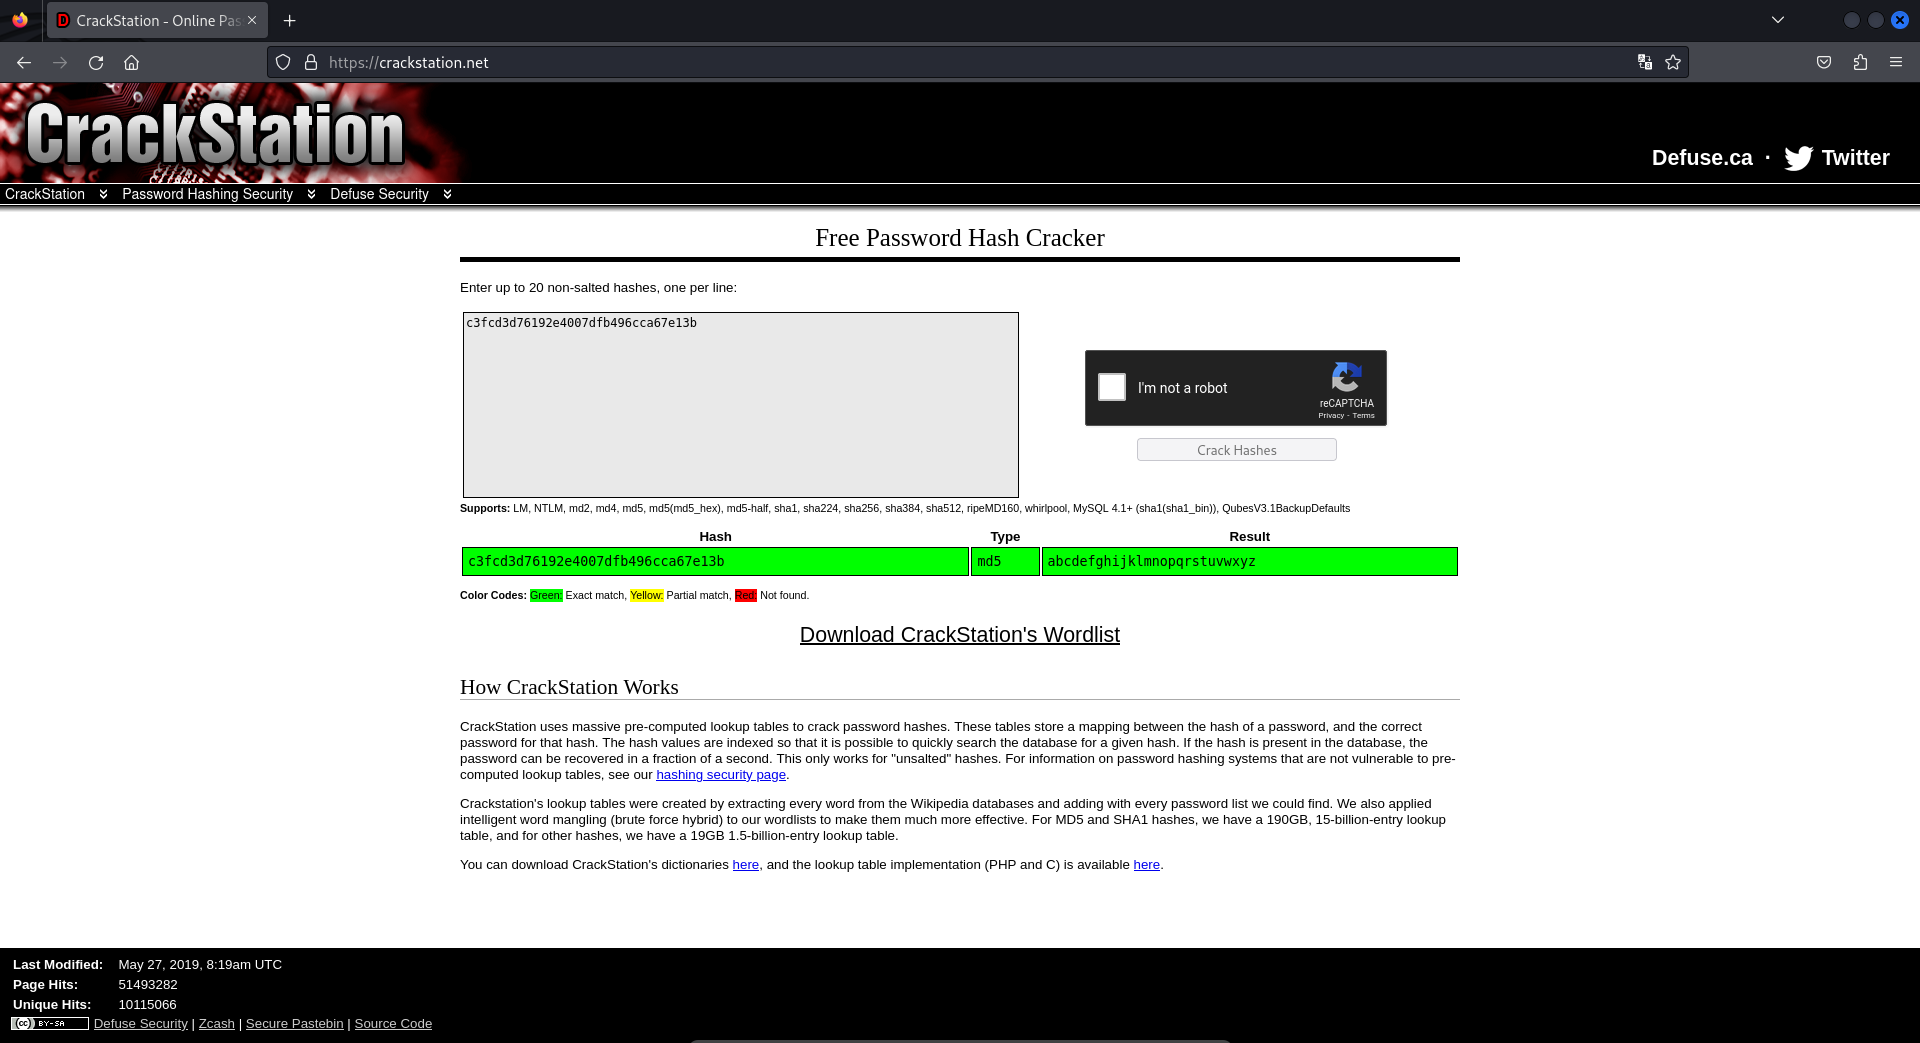 CrackStation - Online Pas
https://crackstation.net
CrackStation
Defuse.ca · Twitter
CrackStation Password Hashing Security Defuse Security
Free Password Hash Cracker
Enter up to 20 non-salted hashes, one per line:
c3fcd3d76192e4007dfb496cca67e13b
I'm not a robot
reCAPTCHA
Privacy - Terms
Crack Hashes
Supports: LM, NTLM, md2, md4, md5, md5(md5_hex), md5-half, sha1, sha224, sha256, sha384, sha512, ripeMD160, whirlpool, MySQL 4.1+ (sha1(sha1_bin)), QubesV3.1BackupDefaults
Hash Type Result
c3fcd3d76192e4007dfb496cca67e13b md5 abcdefghijklmnopqrstuvwxyz
Color Codes: Green: Exact match, Yellow: Partial match, Red: Not found.
Download CrackStation's Wordlist
How CrackStation Works
CrackStation uses massive pre-computed lookup tables to crack password hashes. These tables store a mapping between the hash of a password, and the correct
password for that hash. The hash values are indexed so that it is possible to quickly search the database for a given hash. If the hash is present in the database, the
password can be recovered in a fraction of a second. This only works for "unsalted" hashes. For information on password hashing systems that are not vulnerable to pre-
computed lookup tables, see our hashing security page.
Crackstation's lookup tables were created by extracting every word from the Wikipedia databases and adding with every password list we could find. We also applied
intelligent word mangling (brute force hybrid) to our wordlists to make them much more effective. For MD5 and SHA1 hashes, we have a 190GB, 15-billion-entry lookup
table, and for other hashes, we have a 19GB 1.5-billion-entry lookup table.
You can download CrackStation's dictionaries here, and the lookup table implementation (PHP and C) is available here.
Last Modified: May 27, 2019, 8:19am UTC
Page Hits: 51493282
Unique Hits: 10115066
cc BY-SA Defuse Security | Zcash | Secure Pastebin | Source Code